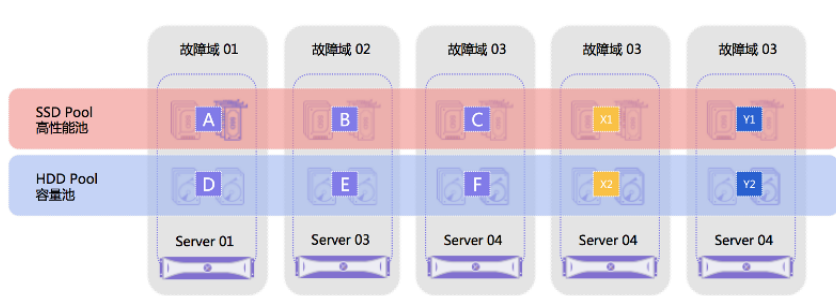 故障域 01
故障域 02
故障域 03
故障域 03
故障域 03
SSD Pool
高性能池
A
B
C
X1
Y1
HDD Pool
容量池
D
E
F
X2
Y2
Server 01
Server 03
Server 04
Server 04
Server 04